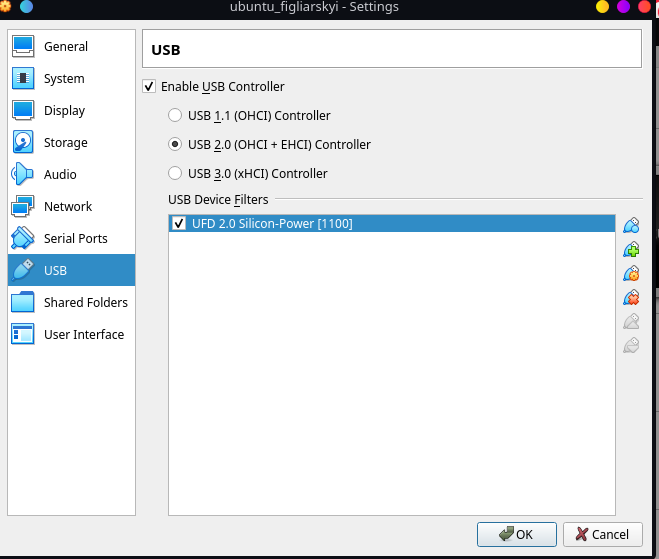 ubuntu_figliarskyi - Settings
General
System
Display
Storage
Audio
Network
Serial Ports
USB
Shared Folders
User Interface
USB
Enable USB Controller
USB 1.1 (OHCI) Controller
USB 2.0 (OHCI + EHCI) Controller
USB 3.0 (xHCI) Controller
USB Device Filters
UFD 2.0 Silicon-Power [1100]
OK
Cancel